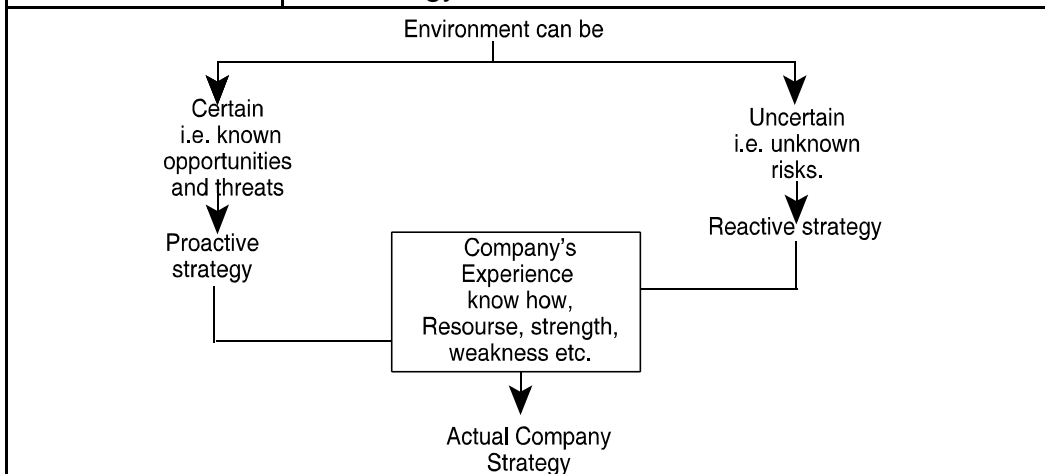 Environment can be
Certain
i.e. known
opportunities
and threats
Uncertain
i.e. unknown
risks.
Proactive
strategy
Reactive strategy
Company's
Experience
know how,
Resourse, strength,
weakness etc.
Actual Company
Strategy